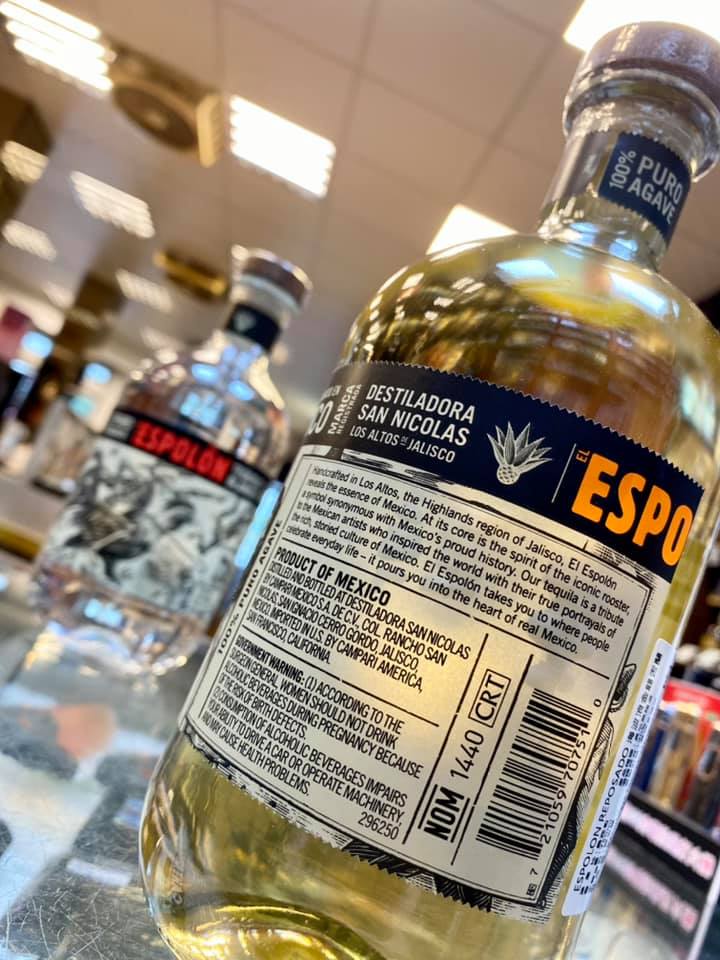 100% PURO
AGAVE
MARCA
REGISTRADA
DESTILADORA
SAN NICOLAS
LOS ALTOS DE JALISCO
EL
ESPO
Handcrafted in Los Altos, the Highlands region of Jalisco, El Espolón
reveals the essence of Mexico. At its core is the spirit of the iconic rooster,
a symbol synonymous with Mexico's proud history. Our tequila is a tribute
to the Mexican artists who inspired the world with their true portrayals of
the rich, storied culture of Mexico. El Espolón takes you to where people
celebrate everyday life – it pours you into the heart of real Mexico.
100% PURO AGAVE
PRODUCT OF MEXICO
DISTILLED AND BOTTLED AT DESTILADORA SAN NICOLAS
BY CAMPARI MEXICO S.A. DE C.V. COL. RANCHO SAN
NICOLAS, SAN IGNACIO CERRO GORDO, JALISCO,
MEXICO. IMPORTED IN U.S. BY CAMPARI AMERICA,
SAN FRANCISCO, CALIFORNIA.
GOVERNMENT WARNING: (1) ACCORDING TO THE
SURGEON GENERAL, WOMEN SHOULD NOT DRINK
ALCOHOLIC BEVERAGES DURING PREGNANCY BECAUSE
OF THE RISK OF BIRTH DEFECTS.
(2) CONSUMPTION OF ALCOHOLIC BEVERAGES IMPAIRS
YOUR ABILITY TO DRIVE A CAR OR OPERATE MACHINERY,
AND MAY CAUSE HEALTH PROBLEMS.
296250
NOM 1440 CRT
7 21059 70751 0
ESPOLON REPOSADO
ESPOLÓN